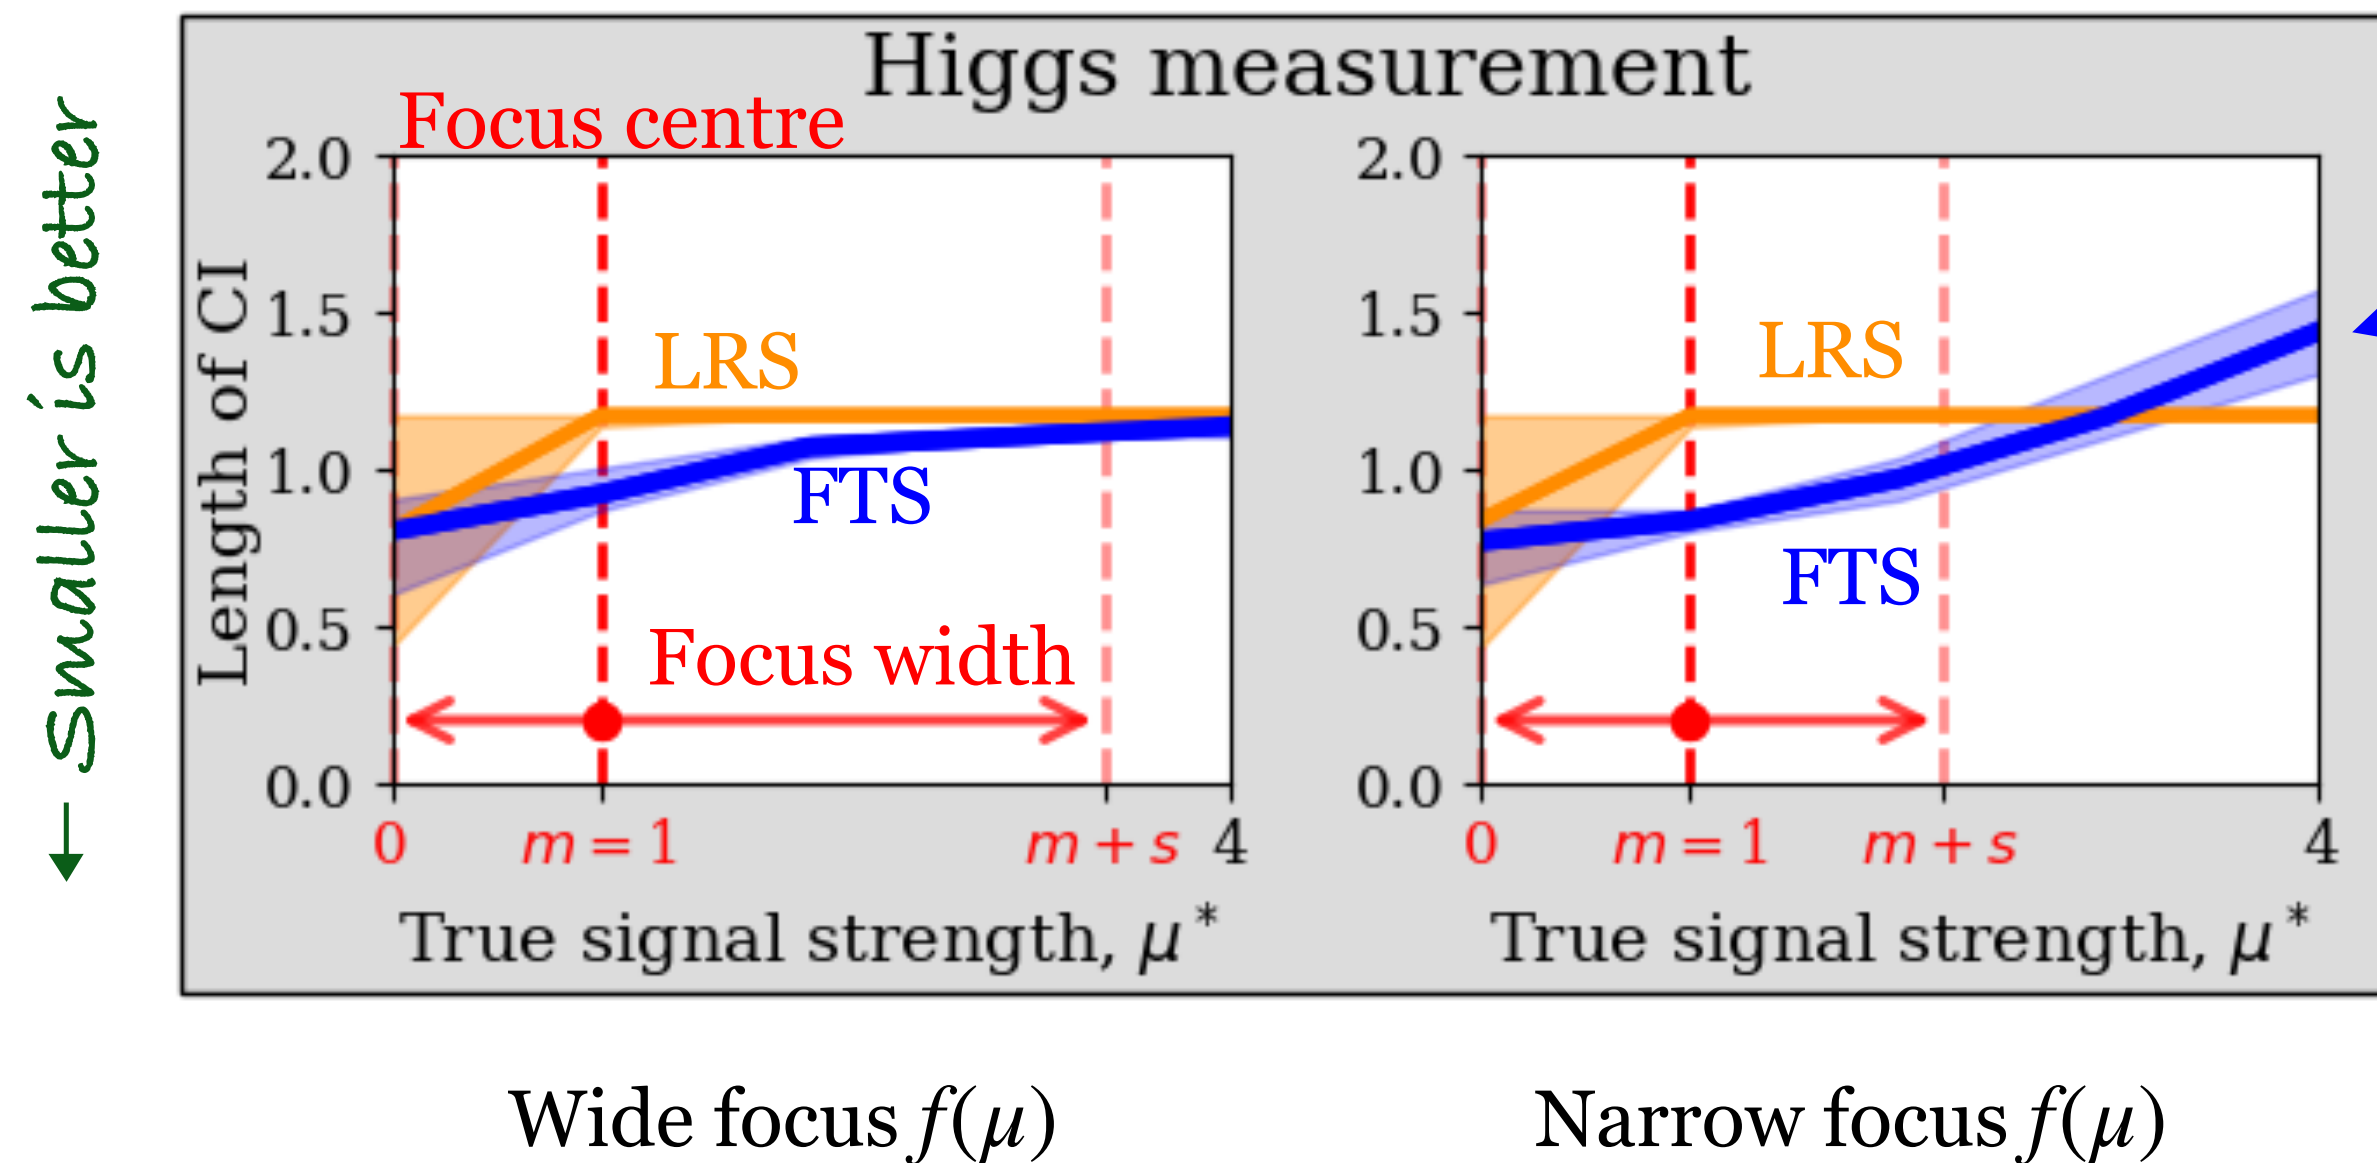 Higgs measurement
← Smaller is better
Focus centre
Length of CI
2.0
1.5
1.0
0.5
0.0
LRS
FTS
Focus width
0
m = 1
m + s
4
True signal strength, μ*
2.0
1.5
1.0
0.5
0.0
LRS
FTS
0
m = 1
m + s
4
True signal strength, μ*
Wide focus f(μ)
Narrow focus f(μ)